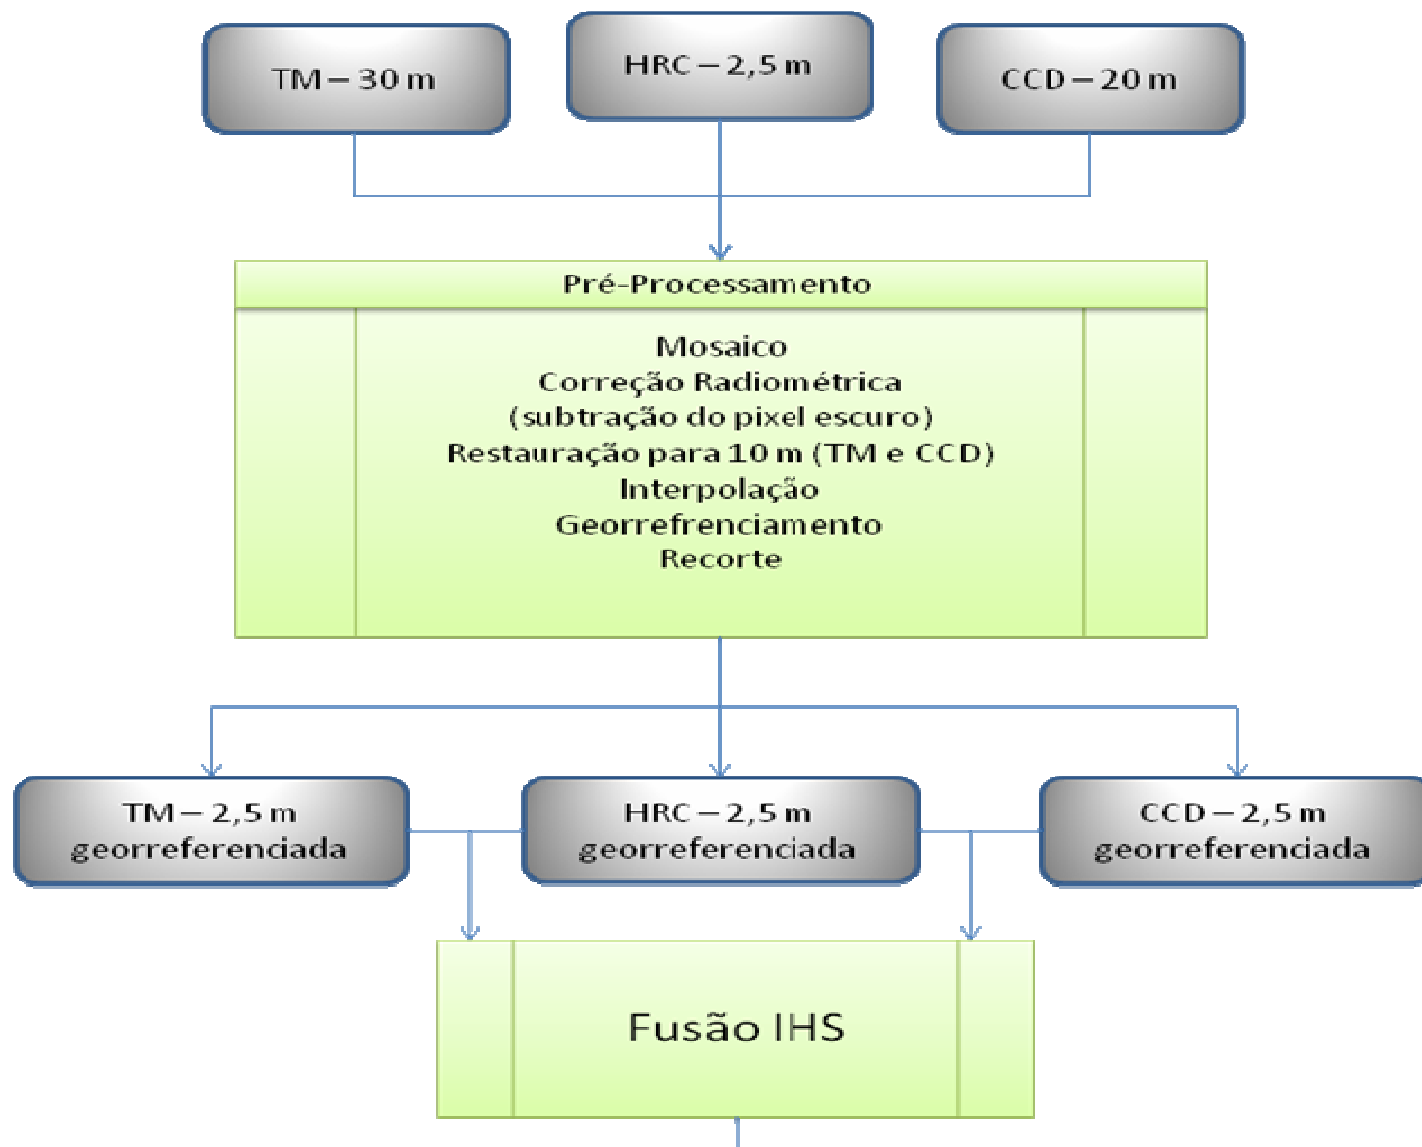 TM – 30 m
HRC – 2,5 m
CCD – 20 m
Pré-Processamento
Mosaico
Correção Radiométrica
(subtração do pixel escuro)
Restauração para 10 m (TM e CCD)
Interpolação
Georrefrenciamento
Recorte
TM – 2,5 m
georreferenciada
HRC – 2,5 m
georreferenciada
CCD – 2,5 m
georreferenciada
Fusão IHS